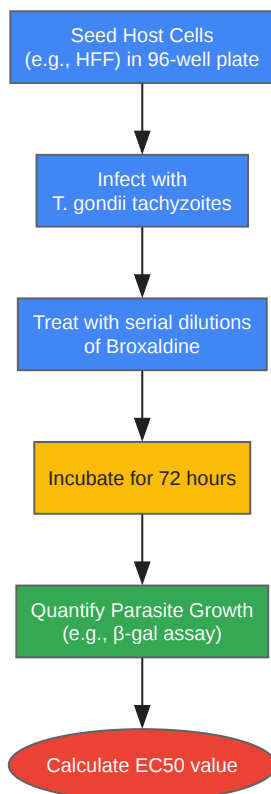 Seed Host Cells
(e.g., HFF) in 96-well plate
Infect with
T. gondii tachyzoites
Treat with serial dilutions
of Broxaldine
Incubate for 72 hours
Quantify Parasite Growth
(e.g., β-gal assay)
Calculate EC50 value